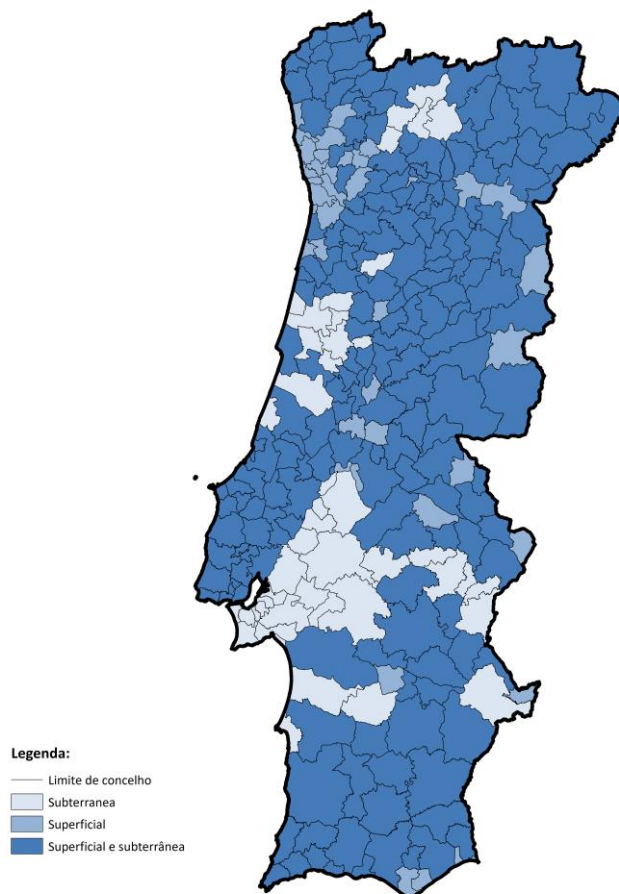 Legenda:
Limite de concelho
Subterranea
Superficial
Superficial e subterrânea